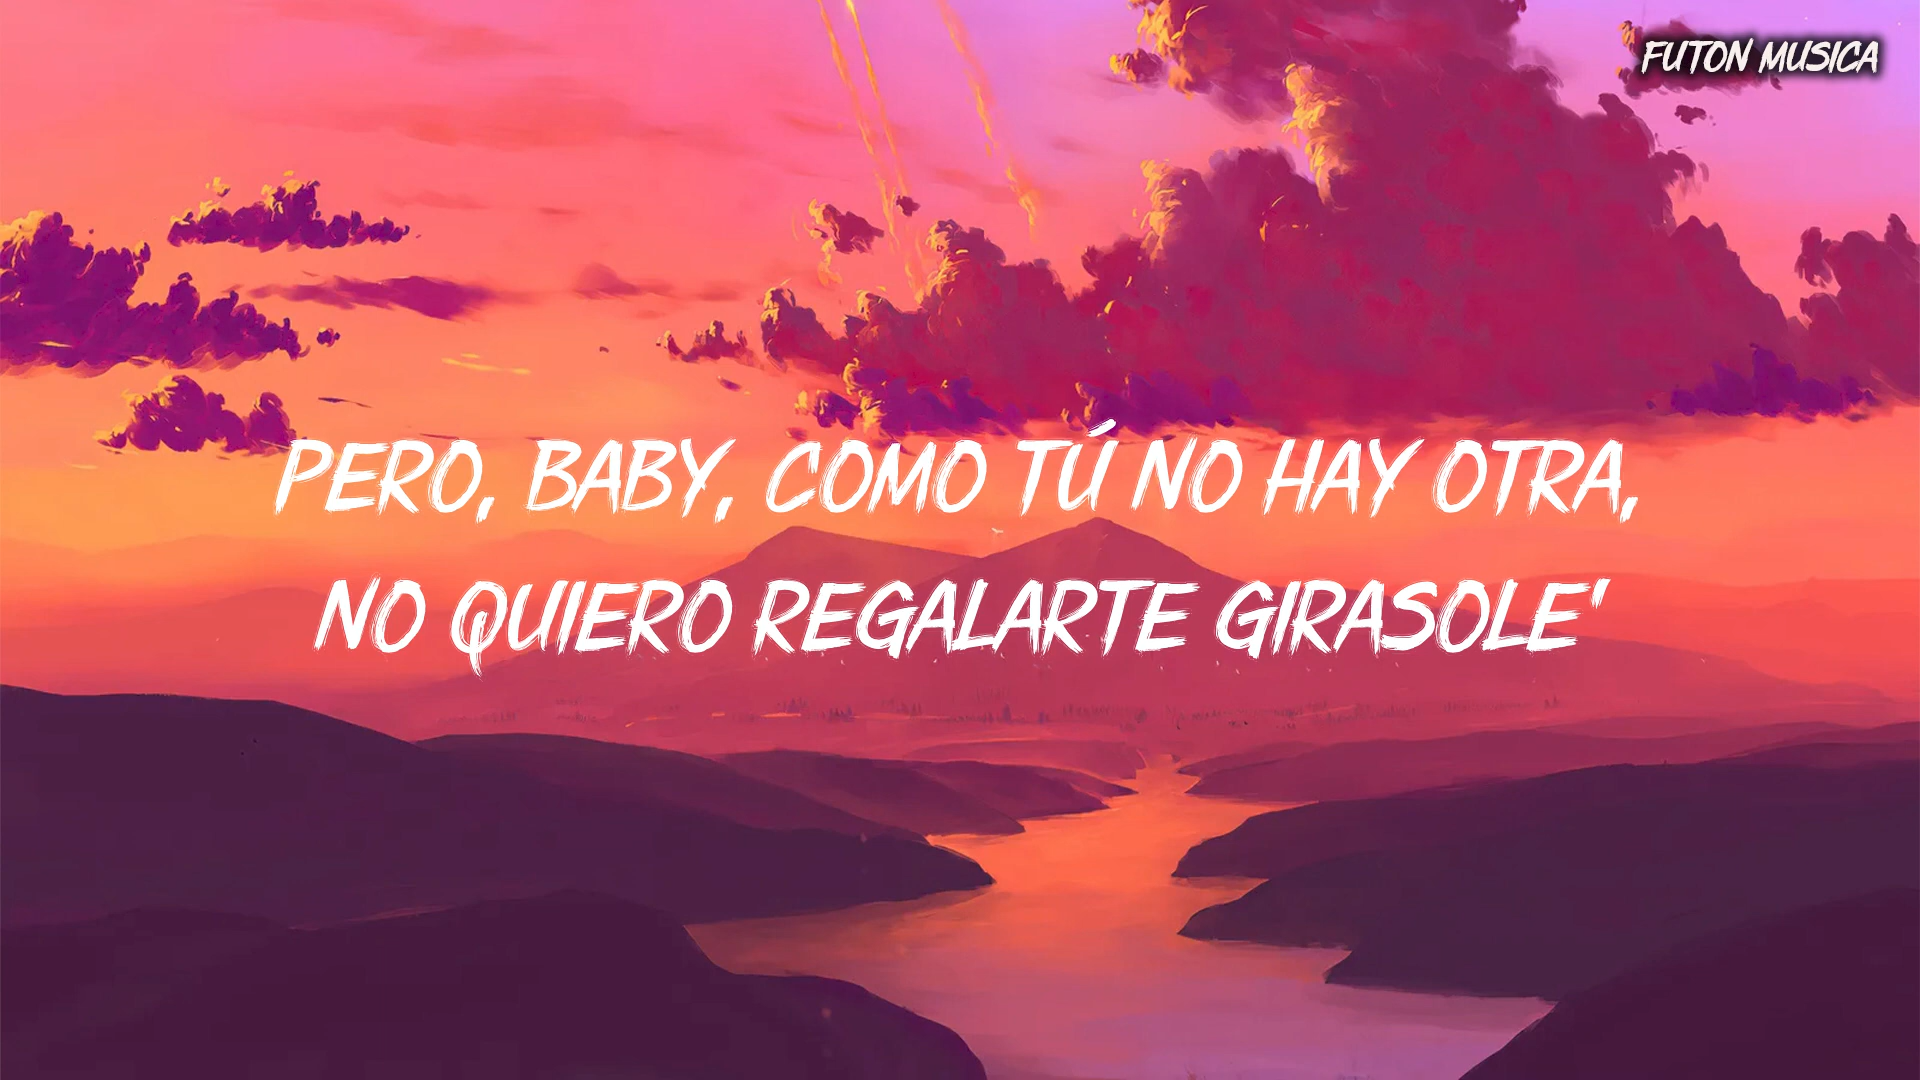 FUTON MUSICA
PERO, BABY, COMO TÚ NO HAY OTRA,
NO QUIERO REGALARTE GIRASOLE'